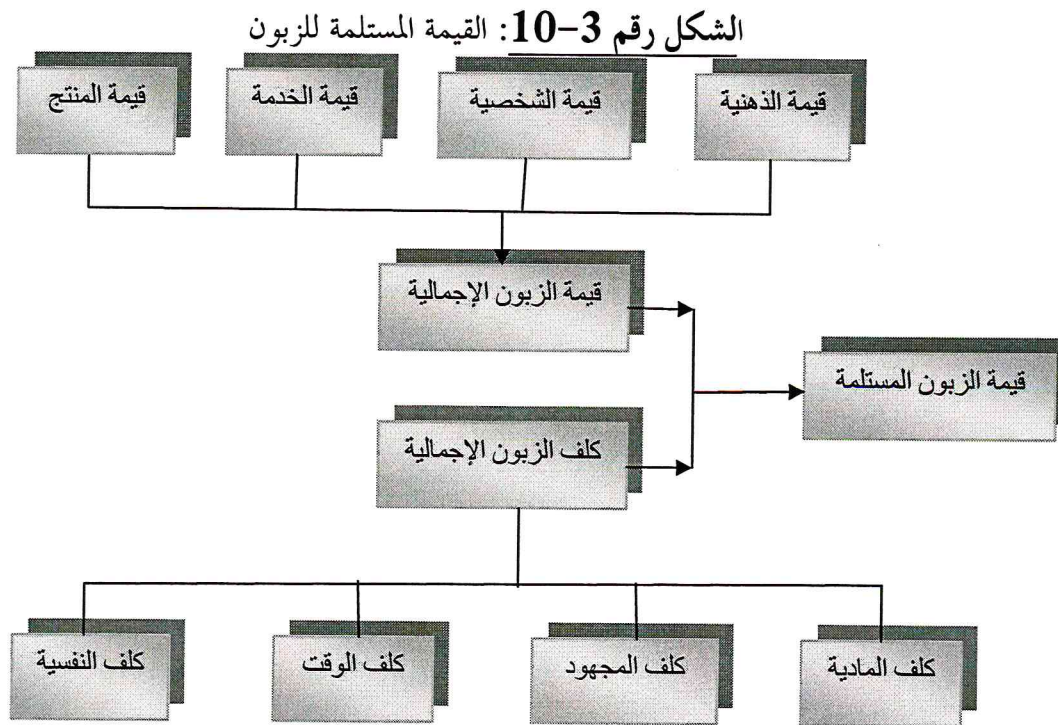 الشكل رقم 3-10: القيمة المستلمة للزبون
قيمة الذهنية
قيمة الشخصية
قيمة الخدمة
قيمة المنتج
قيمة الزبون الإجمالية
قيمة الزبون المستلمة
كلف الزبون الإجمالية
كلف المادية
كلف المجهود
كلف الوقت
كلف النفسية